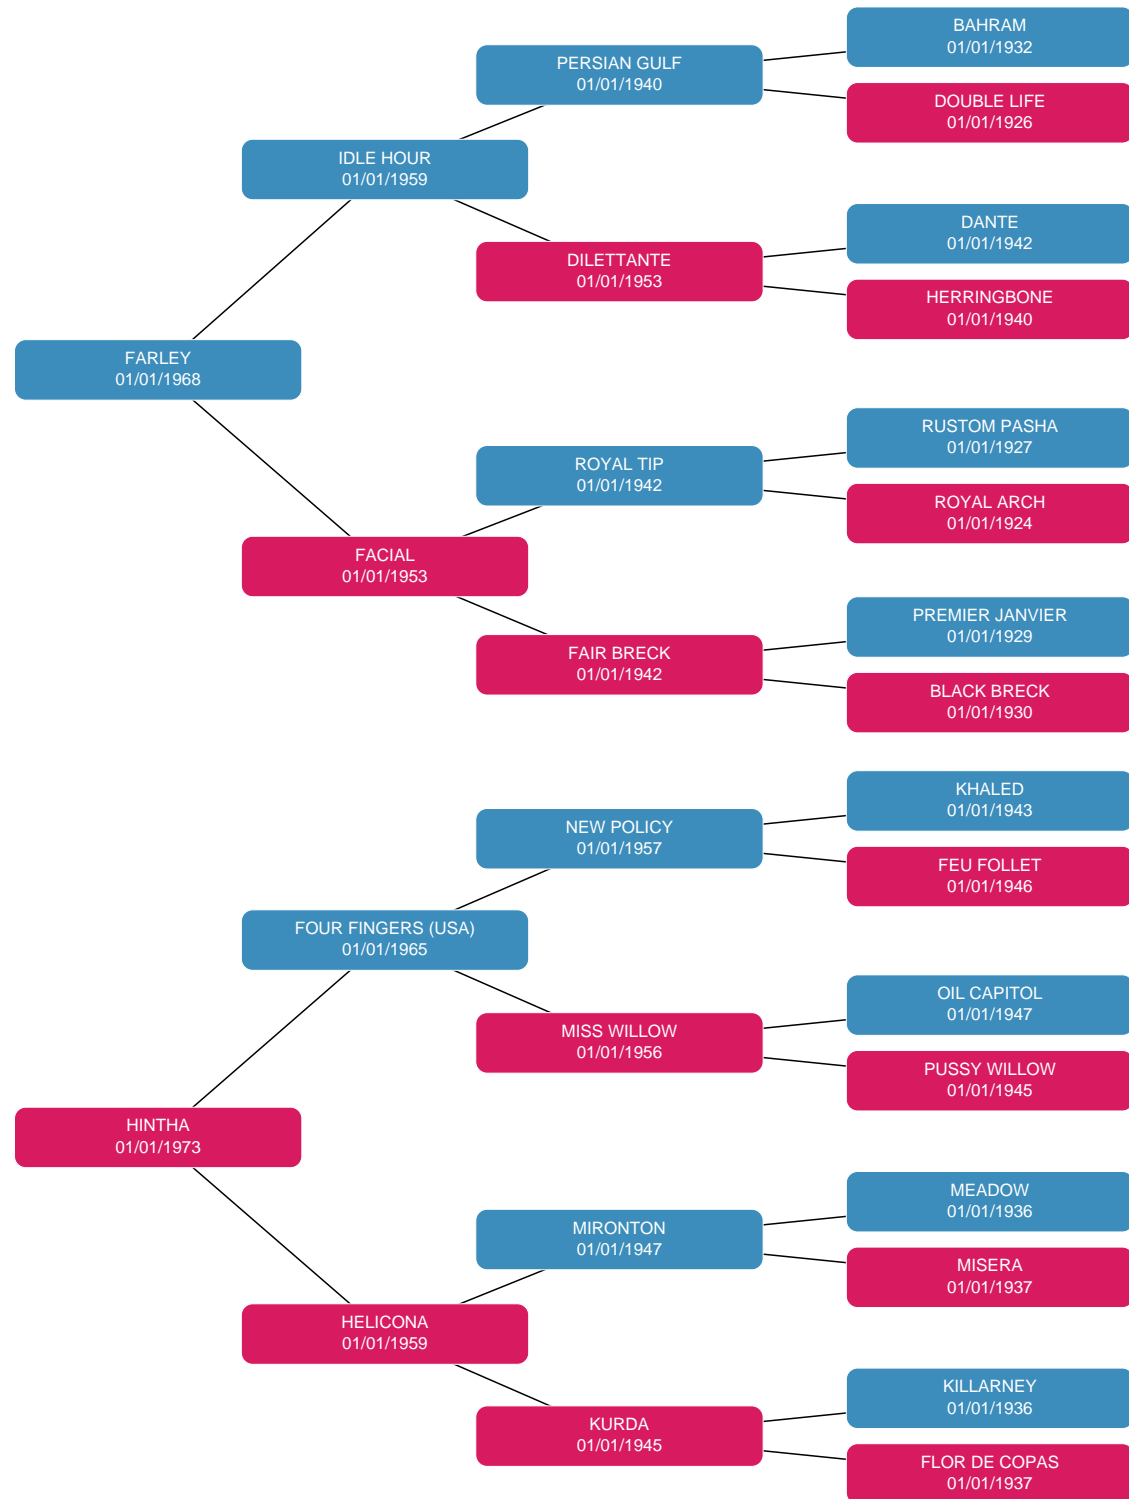 BAHRAM
01/01/1932
PERSIAN GULF
01/01/1940
DOUBLE LIFE
01/01/1926
IDLE HOUR
01/01/1959
DANTE
01/01/1942
DILETTANTE
01/01/1953
HERRINGBONE
01/01/1940
FARLEY
01/01/1968
RUSTOM PASHA
01/01/1927
ROYAL TIP
01/01/1942
ROYAL ARCH
01/01/1924
FACIAL
01/01/1953
PREMIER JANVIER
01/01/1929
FAIR BRECK
01/01/1942
BLACK BRECK
01/01/1930
KHALED
01/01/1943
NEW POLICY
01/01/1957
FEU FOLLET
01/01/1946
FOUR FINGERS (USA)
01/01/1965
OIL CAPITOL
01/01/1947
MISS WILLOW
01/01/1956
PUSSY WILLOW
01/01/1945
HINTHA
01/01/1973
MEADOW
01/01/1936
MIRONTON
01/01/1947
MISERA
01/01/1937
HELICONA
01/01/1959
KILLARNEY
01/01/1936
KURDA
01/01/1945
FLOR DE COPAS
01/01/1937